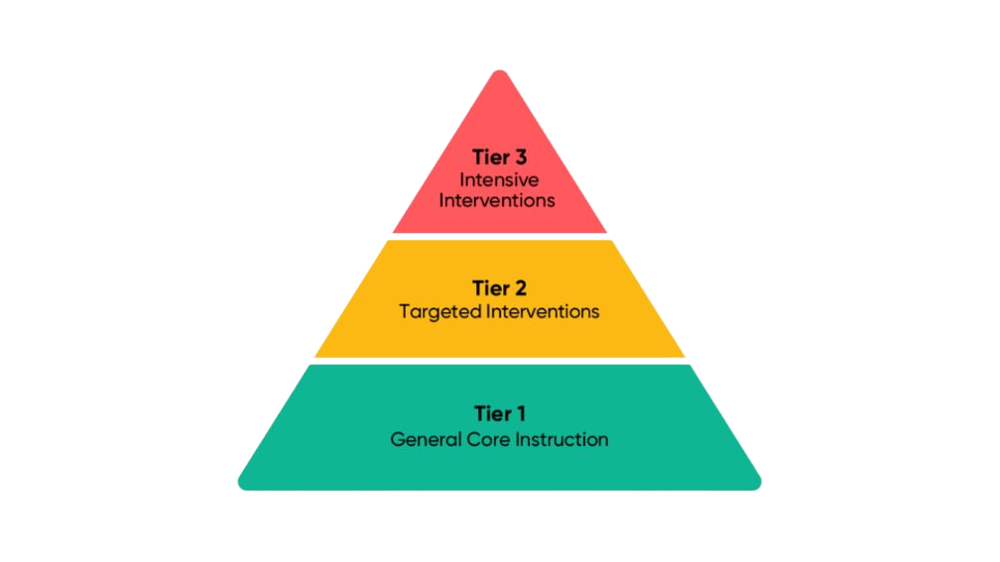 Tier 3
Intensive
Interventions
Tier 2
Targeted Interventions
Tier 1
General Core Instruction